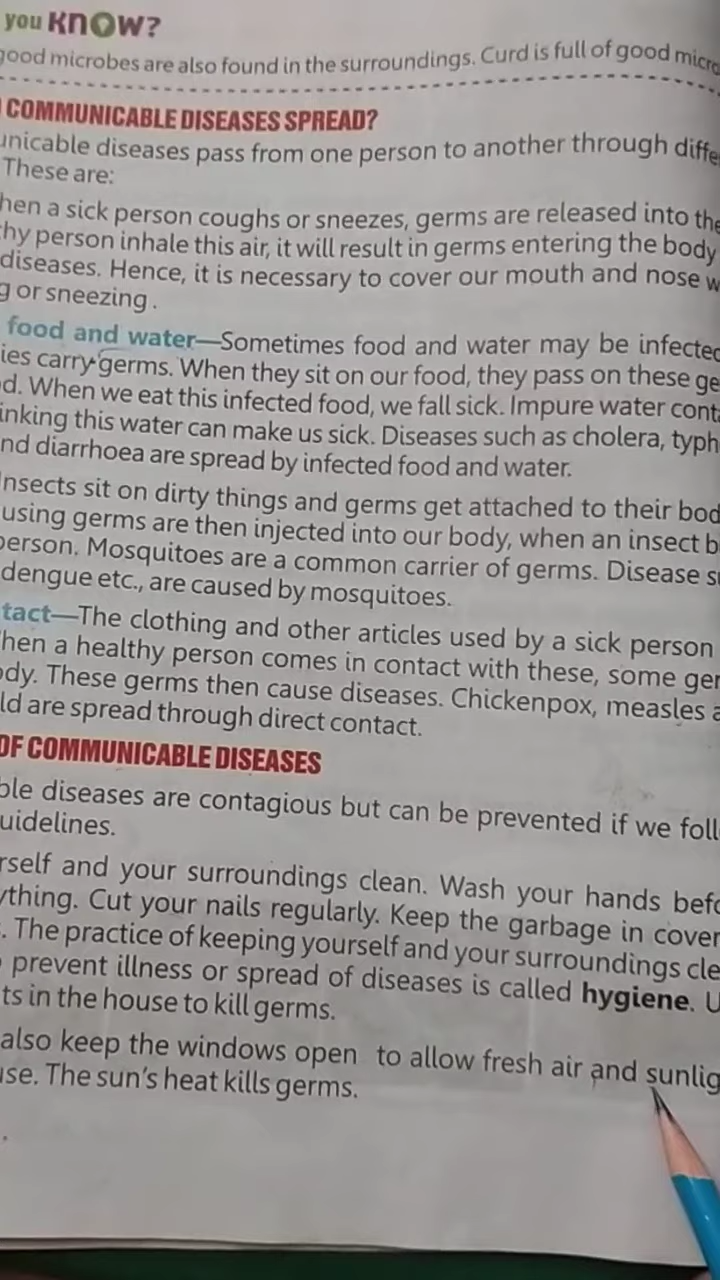 you KNOW?
good microbes are also found in the surroundings. Curd is full of good micro
COMMUNICABLE DISEASES SPREAD?
unicable diseases pass from one person to another through diffe
These are:
hen a sick person coughs or sneezes, germs are released into the
thy person inhale this air, it will result in germs entering the body
diseases. Hence, it is necessary to cover our mouth and nose w
g or sneezing.
food and water—Sometimes food and water may be infected
ies carry germs. When they sit on our food, they pass on these ge
d. When we eat this infected food, we fall sick. Impure water cont
inking this water can make us sick. Diseases such as cholera, typh
nd diarrhoea are spread by infected food and water.
Insects sit on dirty things and germs get attached to their bod
using germs are then injected into our body, when an insect b
person. Mosquitoes are a common carrier of germs. Disease s
dengue etc., are caused by mosquitoes.
tact—The clothing and other articles used by a sick person
hen a healthy person comes in contact with these, some ger
ody. These germs then cause diseases. Chickenpox, measles a
ld are spread through direct contact.
OF COMMUNICABLE DISEASES
ble diseases are contagious but can be prevented if we foll
uidelines.
rself and your surroundings clean. Wash your hands befo
ything. Cut your nails regularly. Keep the garbage in cover
. The practice of keeping yourself and your surroundings cle
prevent illness or spread of diseases is called hygiene. U
ts in the house to kill germs.
also keep the windows open to allow fresh air and sunlig
use. The sun's heat kills germs.